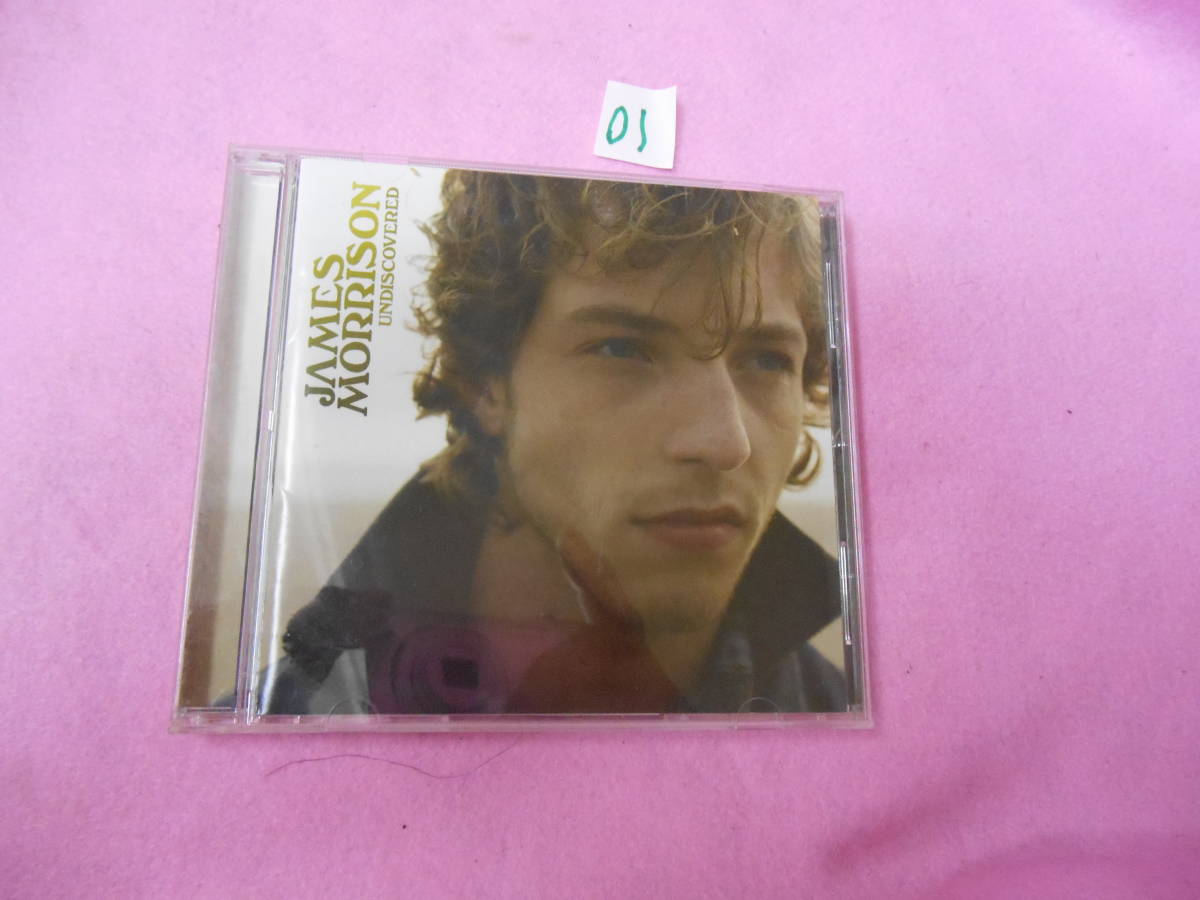 01
JAMES
MORRISON
UNDISCOVERED